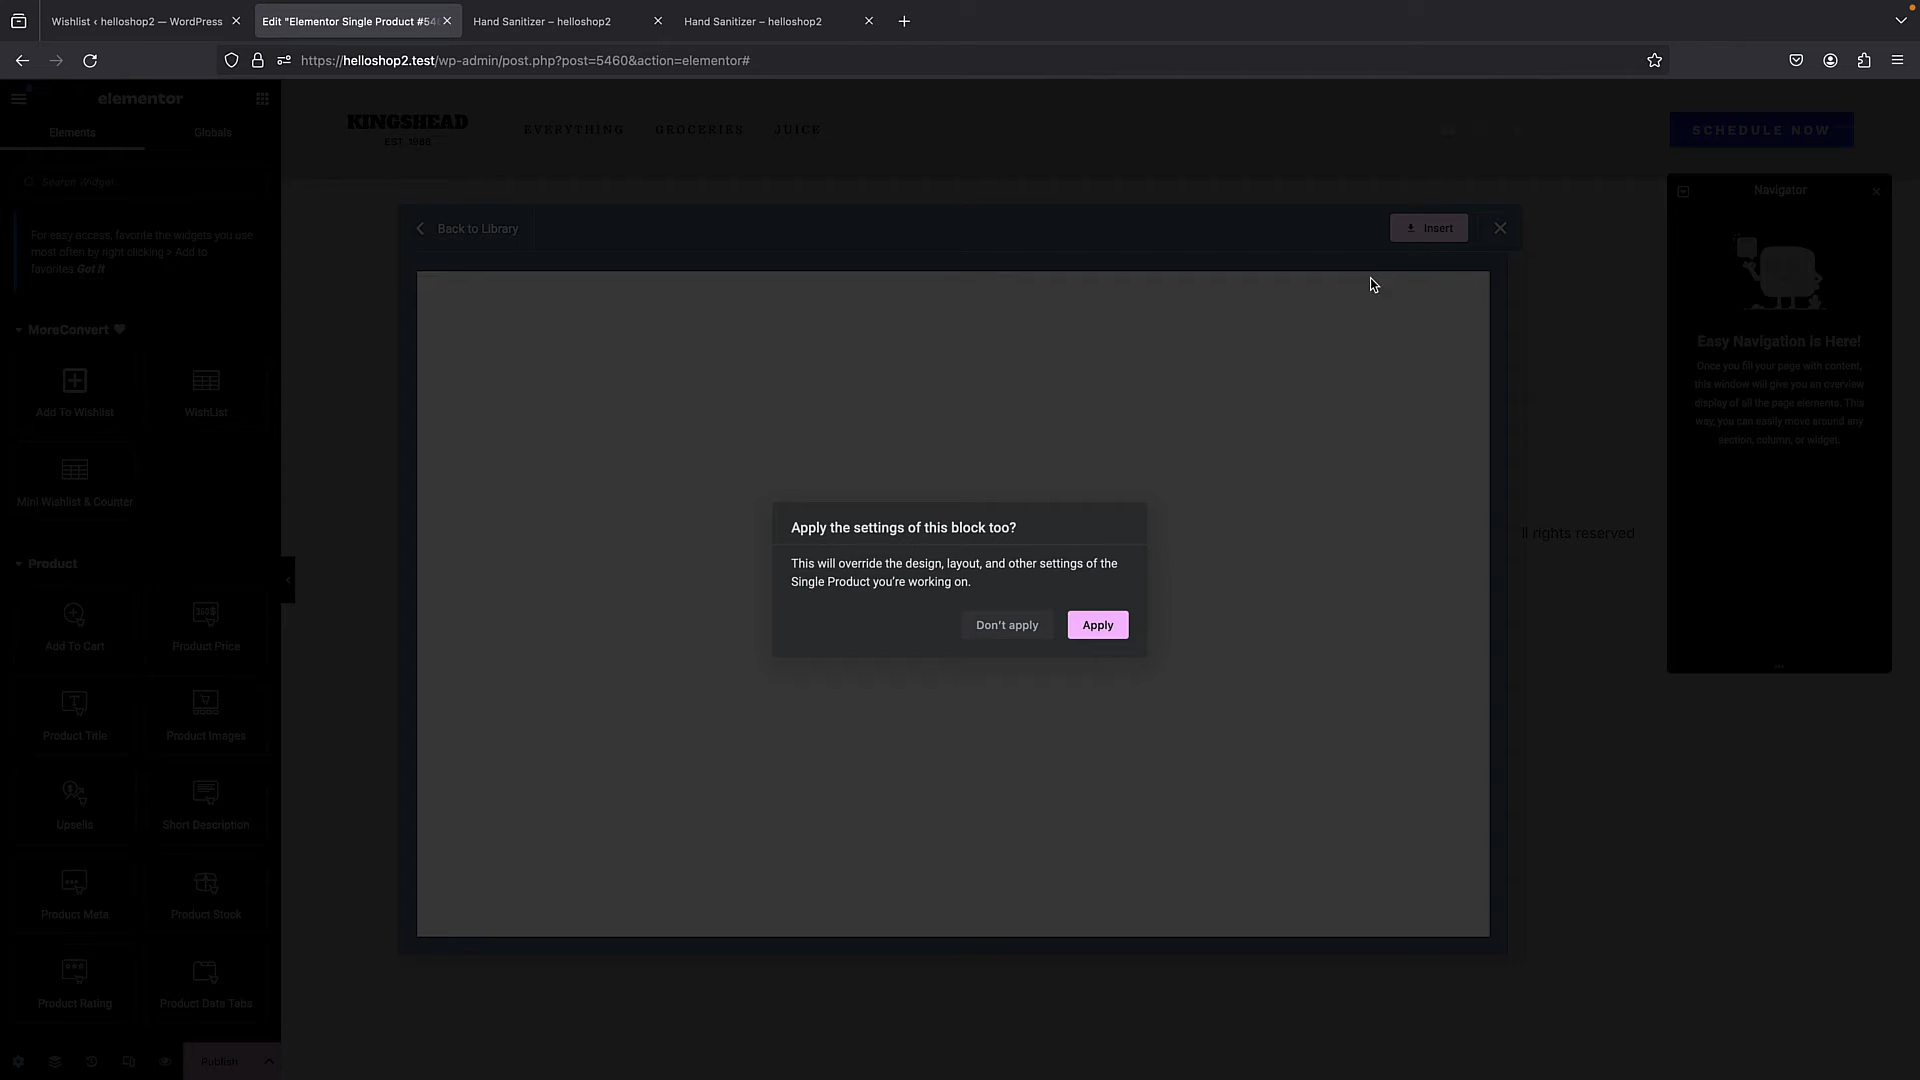 Wishlist ‹ helloshop2 — WordPress
Edit "Elementor Single Product #54
Hand Sanitizer – helloshop2
Hand Sanitizer – helloshop2
https://helloshop2.test/wp-admin/post.php?post=5460&action=elementor#
elementor
Elements
Globals
Search Widget...
For easy access, favorite the widgets you use
most often by right clicking > Add to
favorites Got It
MoreConvert
Add To Wishlist
WishList
Mini Wishlist & Counter
Product
Add To Cart
Product Price
Product Title
Product Images
Upsells
Short Description
Product Meta
Product Stock
Product Rating
Product Data Tabs
Publish
KINGSHEAD
EST. 1966
EVERYTHING
GROCERIES
JUICE
SCHEDULE NOW
Back to Library
Insert
Apply the settings of this block too?
This will override the design, layout, and other settings of the
Single Product you're working on.
Don't apply
Apply
Navigator
Easy Navigation is Here!
Once you fill your page with content,
this window will give you an overview
display of all the page elements. This
way, you can easily move around any
section, column, or widget.
ll rights reserved